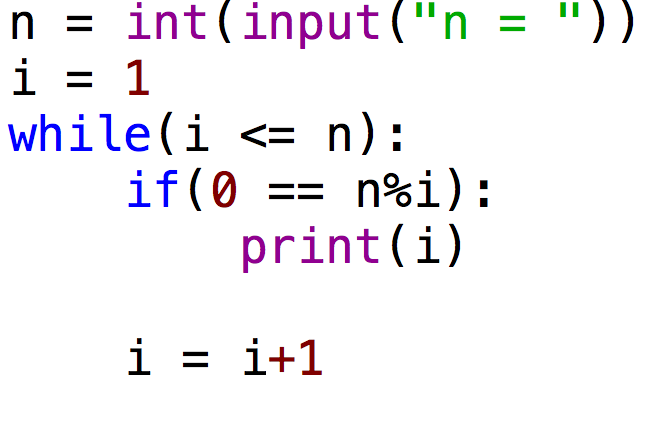 n = int(input("n = "))
i = 1
while(i <= n):
    if(0 == n%i):
        print(i)

    i = i+1